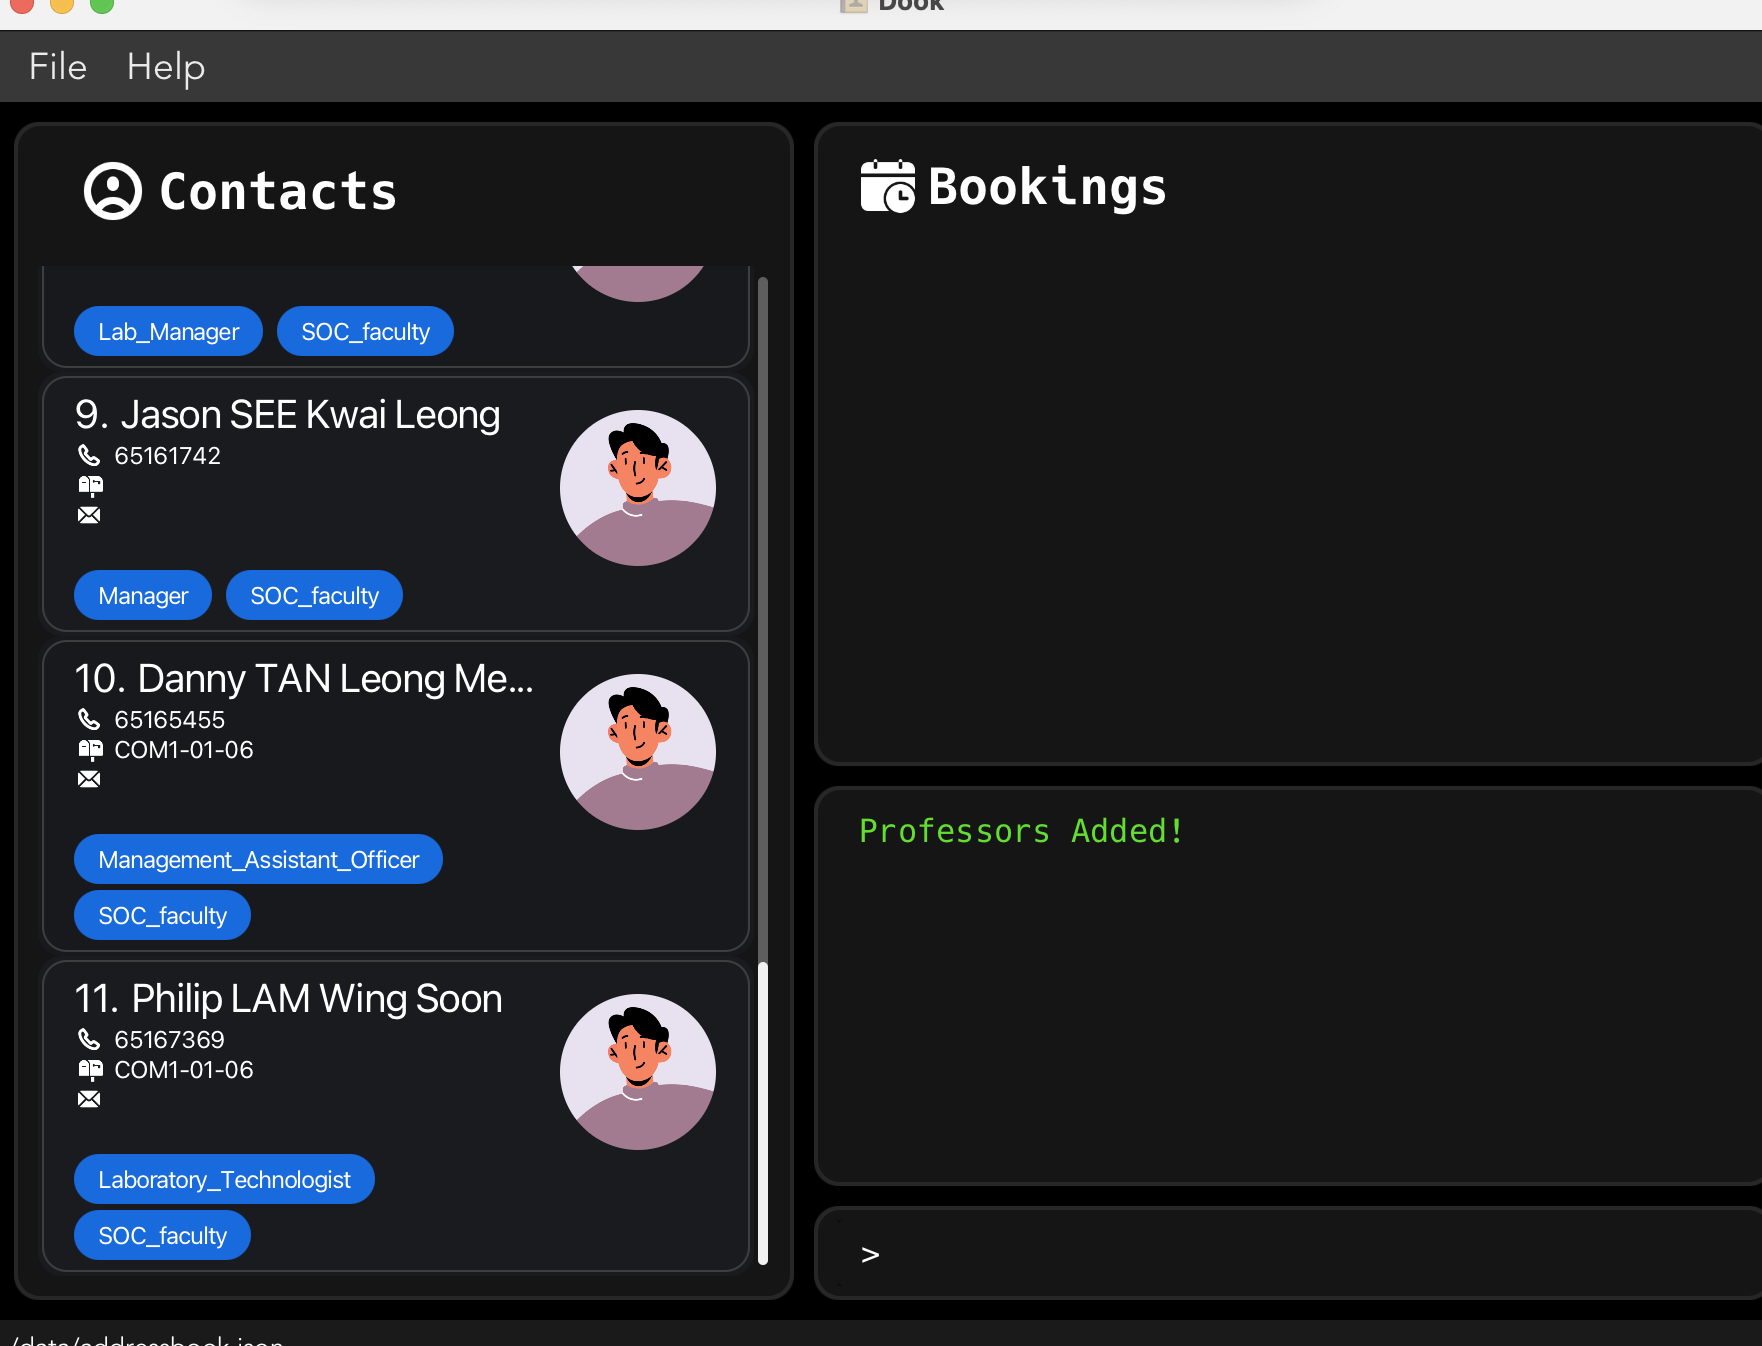 Dook
File Help
Contacts
Lab_Manager SOC_faculty
9. Jason SEE Kwai Leong
65161742
Manager SOC_faculty
10. Danny TAN Leong Me...
65165455
COM1-01-06
Management_Assistant_Officer
SOC_faculty
11. Philip LAM Wing Soon
65167369
COM1-01-06
Laboratory_Technologist
SOC_faculty
Bookings
Professors Added!
>
/data/addressbook.json